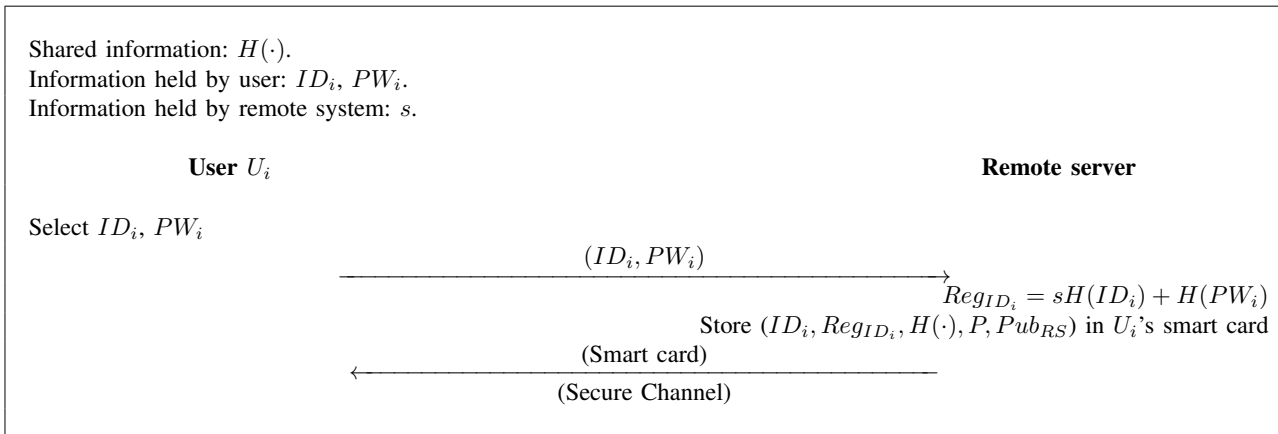 Shared information: H(·).
Information held by user: ID_i, PW_i.
Information held by remote system: s.
User U_i Remote server
Select ID_i, PW_i
(ID_i, PW_i)
Reg_{ID_i} = sH(ID_i) + H(PW_i)
Store (ID_i, Reg_{ID_i}, H(·), P, Pub_{RS}) in U_i's smart card
(Smart card)
(Secure Channel)